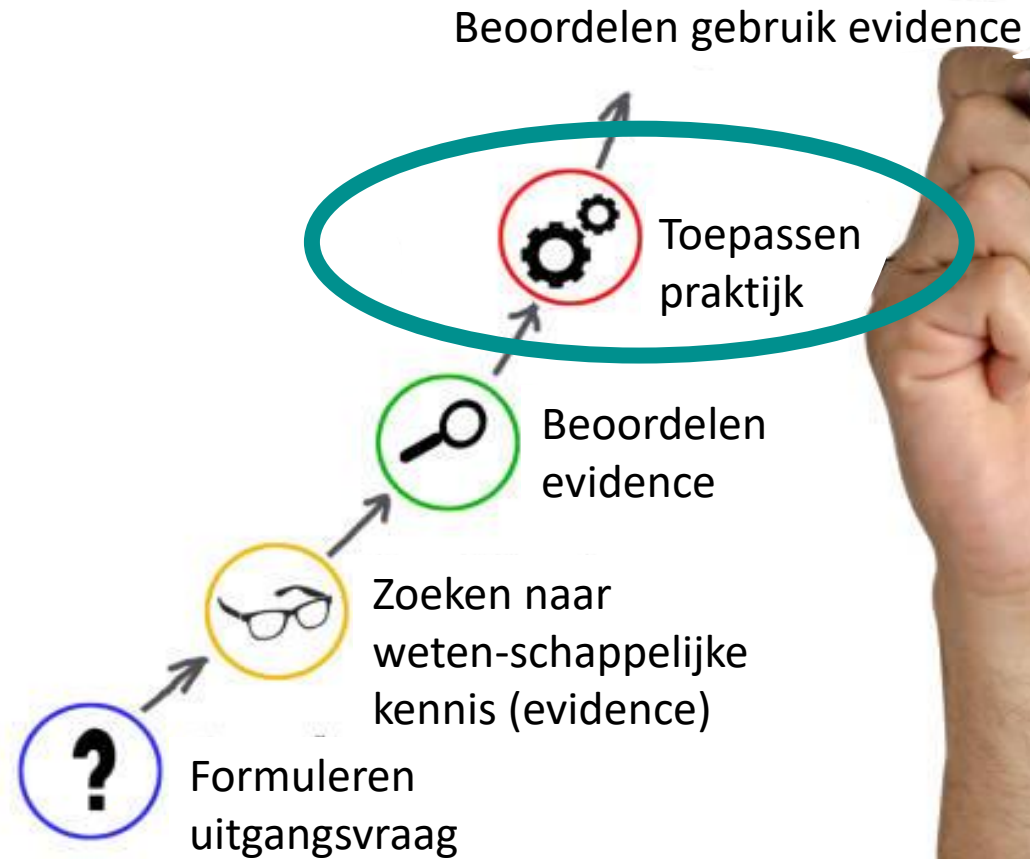 Beoordelen gebruik evidence
Toepassen
praktijk
Beoordelen
evidence
Zoeken naar
weten-schappelijke
kennis (evidence)
?
Formuleren
uitgangsvraag